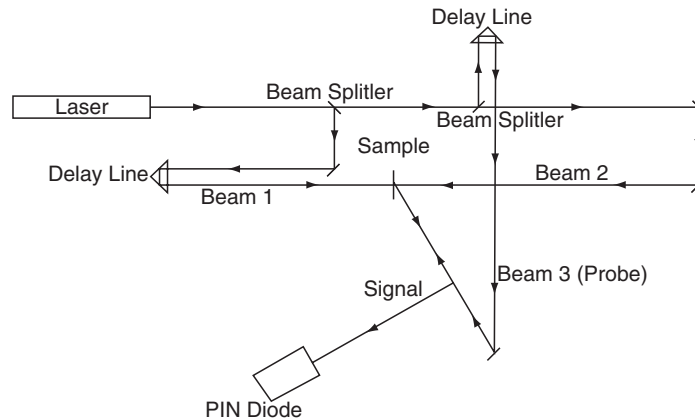 Delay Line
Laser
Beam Splitler
Beam Splitler
Sample
Delay Line
Beam 1
Beam 2
Beam 3 (Probe)
Signal
PIN Diode